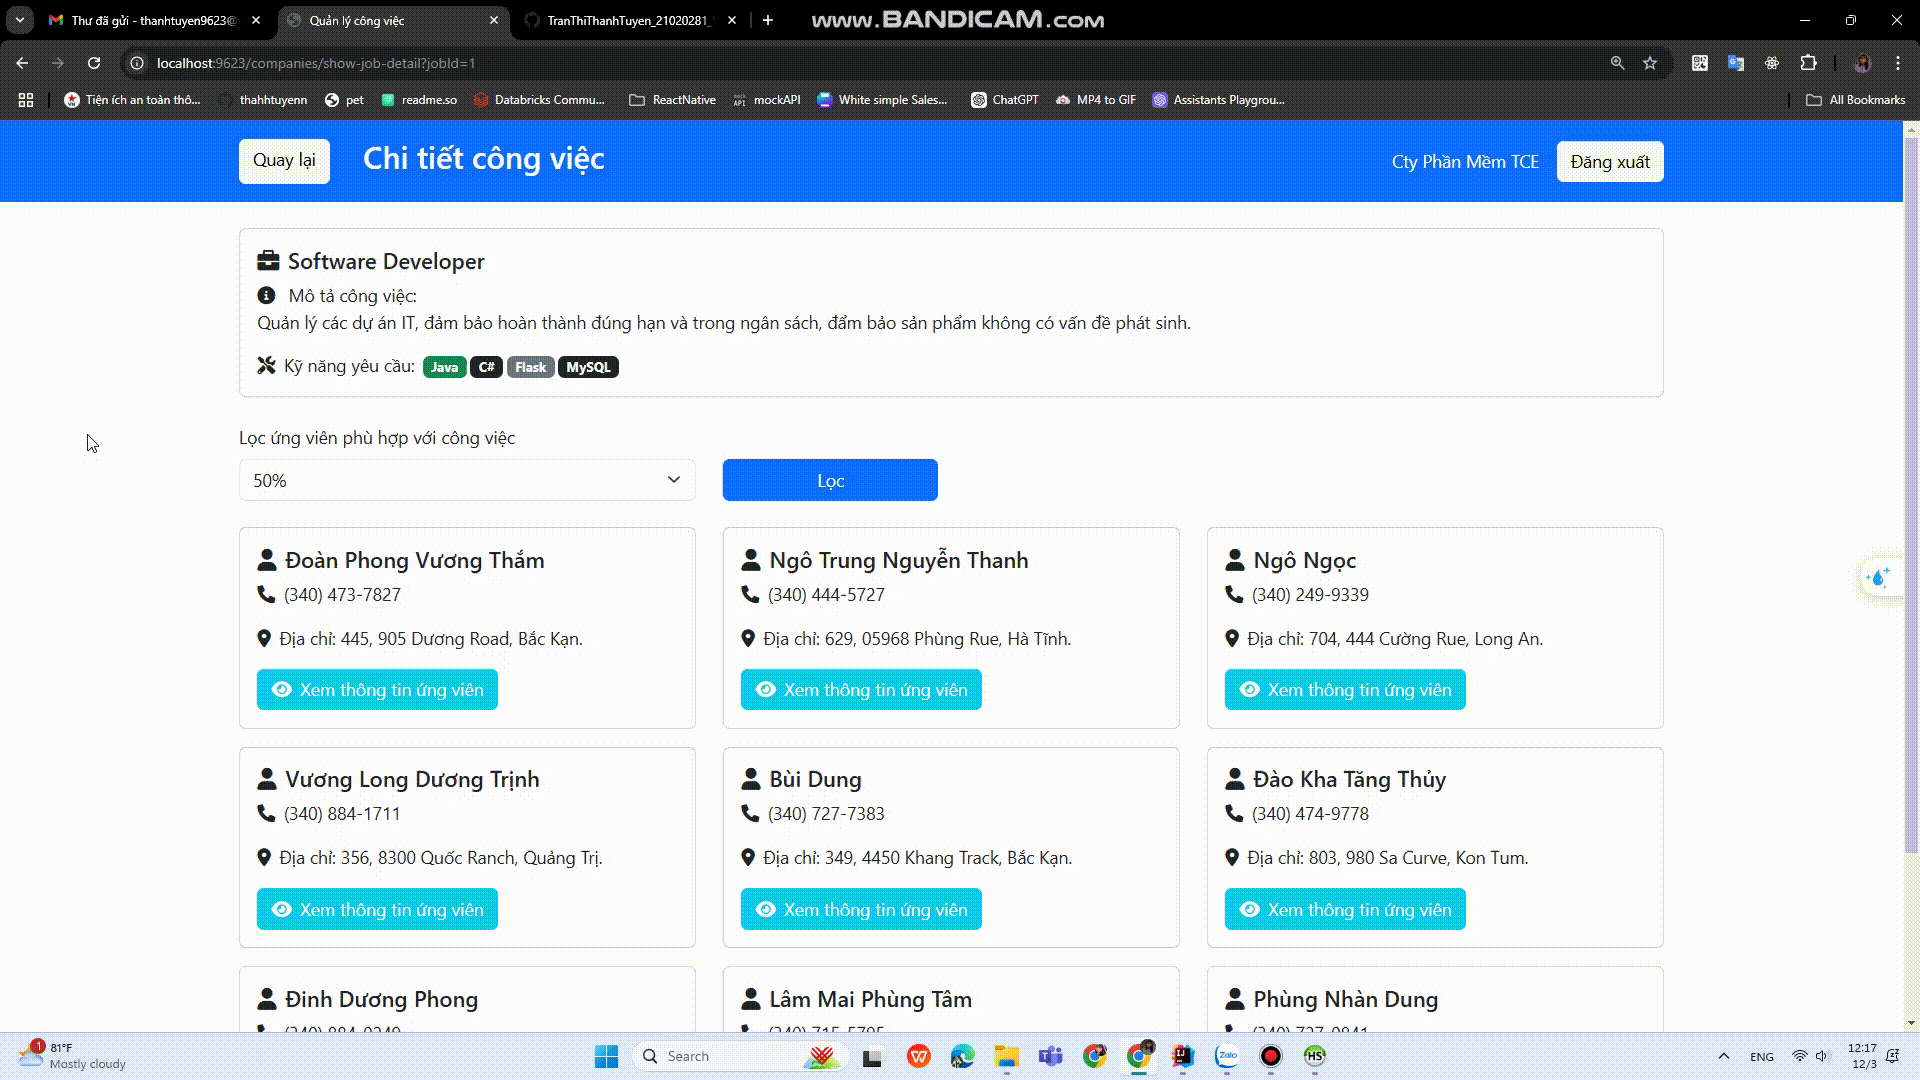 Thư đã gửi - thanhtuyen9623@
Quản lý công việc
TranThiThanhTuyen_21020281_
www.BANDICAM.com
localhost:9623/companies/show-job-detail?jobId=1
Tiện ích an toàn thô...
thahhtuyenn
pet
readme.so
Databricks Commu...
ReactNative
mock API
mockAPI
White simple Sales...
ChatGPT
MP4 to GIF
Assistants Playgrou...
All Bookmarks
Quay lại
Chi tiết công việc
Cty Phần Mềm TCE
Đăng xuất
Software Developer
Mô tả công việc:
Quản lý các dự án IT, đảm bảo hoàn thành đúng hạn và trong ngân sách, đẩm bảo sản phẩm không có vấn đề phát sinh.
Kỹ năng yêu cầu: Java C# Flask MySQL
Lọc ứng viên phù hợp với công việc
50%
Lọc
Đoàn Phong Vương Thắm
(340) 473-7827
Địa chỉ: 445, 905 Dương Road, Bắc Kạn.
Xem thông tin ứng viên
Ngô Trung Nguyễn Thanh
(340) 444-5727
Địa chỉ: 629, 05968 Phùng Rue, Hà Tĩnh.
Xem thông tin ứng viên
Ngô Ngọc
(340) 249-9339
Địa chỉ: 704, 444 Cường Rue, Long An.
Xem thông tin ứng viên
Vương Long Dương Trịnh
(340) 884-1711
Địa chỉ: 356, 8300 Quốc Ranch, Quảng Trị.
Xem thông tin ứng viên
Bùi Dung
(340) 727-7383
Địa chỉ: 349, 4450 Khang Track, Bắc Kạn.
Xem thông tin ứng viên
Đào Kha Tăng Thủy
(340) 474-9778
Địa chỉ: 803, 980 Sa Curve, Kon Tum.
Xem thông tin ứng viên
Đinh Dương Phong
Lâm Mai Phùng Tâm
Phùng Nhàn Dung
1
81°F
Mostly cloudy
Search
Zalo
HS
ENG
12:17
12/3